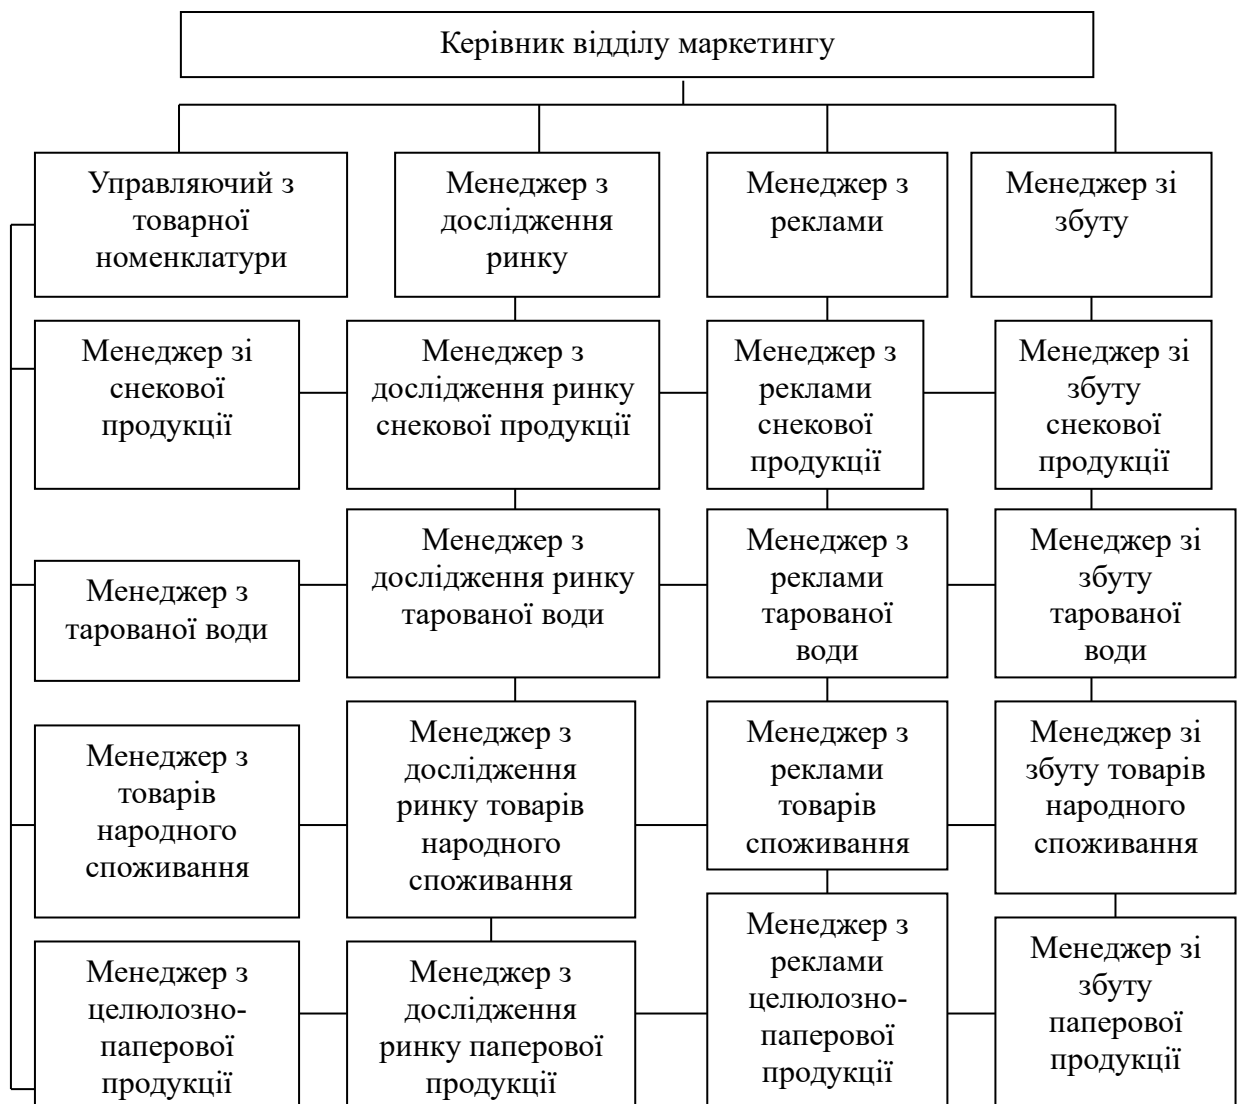 Керівник відділу маркетингу
Управляючий з
товарної
номенклатури
Менеджер з
дослідження
ринку
Менеджер з
реклами
Менеджер зі
збуту
Менеджер зі
снекової
продукції
Менеджер з
дослідження ринку
снекової продукції
Менеджер з
реклами
снекової
продукції
Менеджер зі
збуту
снекової
продукції
Менеджер з
тарованої води
Менеджер з
дослідження ринку
тарованої води
Менеджер з
реклами
тарованої
води
Менеджер зі
збуту
тарованої
води
Менеджер з
товарів
народного
споживання
Менеджер з
дослідження
ринку товарів
народного
споживання
Менеджер з
реклами
товарів
споживання
Менеджер зі
збуту товарів
народного
споживання
Менеджер з
целюлозно-
паперової
продукції
Менеджер з
дослідження
ринку паперової
продукції
Менеджер з
реклами
целюлозно-
паперової
продукції
Менеджер зі
збуту
паперової
продукції